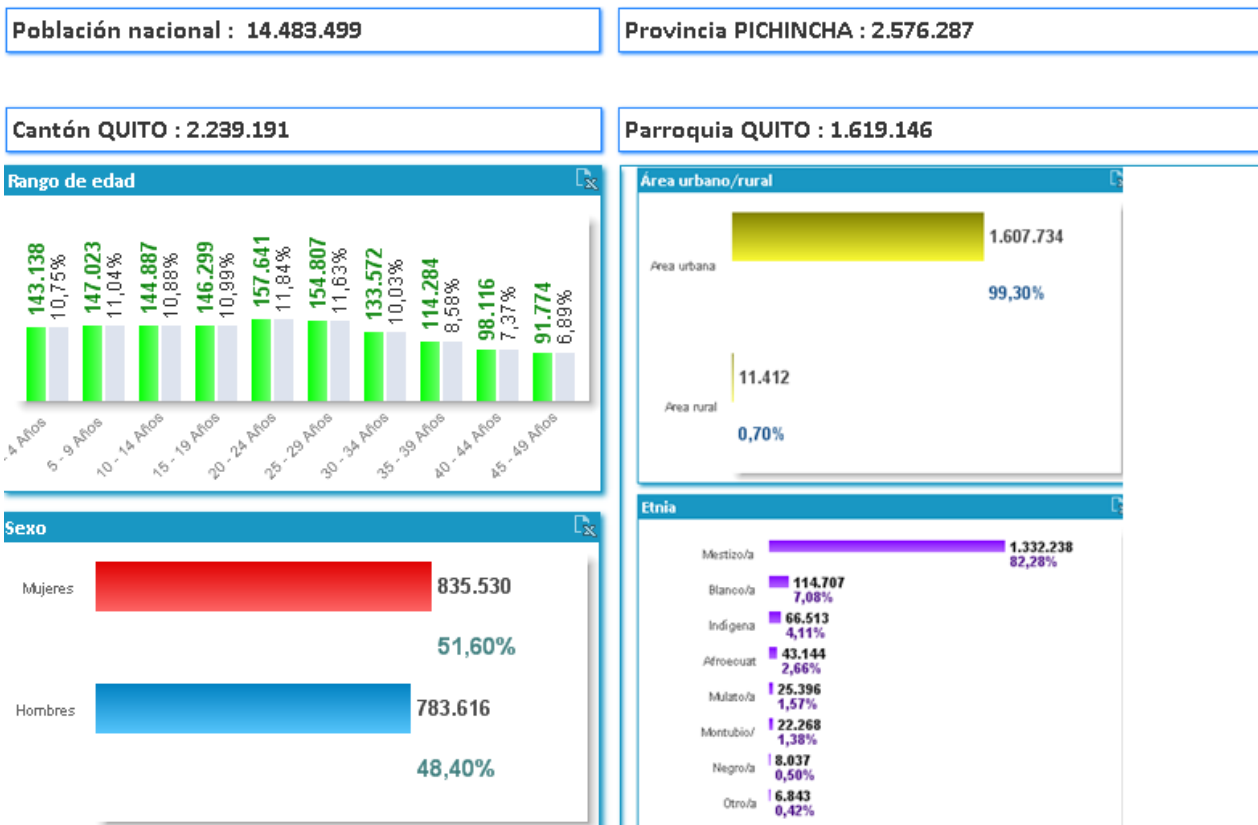 Población nacional : 14.483.499
Provincia PICHINCHA : 2.576.287
Cantón QUITO : 2.239.191
Parroquia QUITO : 1.619.146
Rango de edad
143.138
10,75%
147.023
11,04%
144.887
10,88%
146.299
10,99%
157.641
11,84%
154.807
11,63%
133.572
10,03%
114.284
8,58%
98.116
7,37%
91.774
6,89%
4 Años
5 - 9 Años
10 - 14 Años
15 - 19 Años
20 - 24 Años
25 - 29 Años
30 - 34 Años
35 - 39 Años
40 - 44 Años
45 - 49 Años
Área urbano/rural
Area urbana
1.607.734
99,30%
Area rural
11.412
0,70%
Sexo
Mujeres
835.530
51,60%
Hombres
783.616
48,40%
Etnia
Mestizo/a
1.332.238
82,28%
Blanco/a
114.707
7,08%
Indígena
66.513
4,11%
Afroecuat
43.144
2,66%
Mulato/a
25.396
1,57%
Montubio/
22.268
1,38%
Negro/a
8.037
0,50%
Otro/a
6.843
0,42%